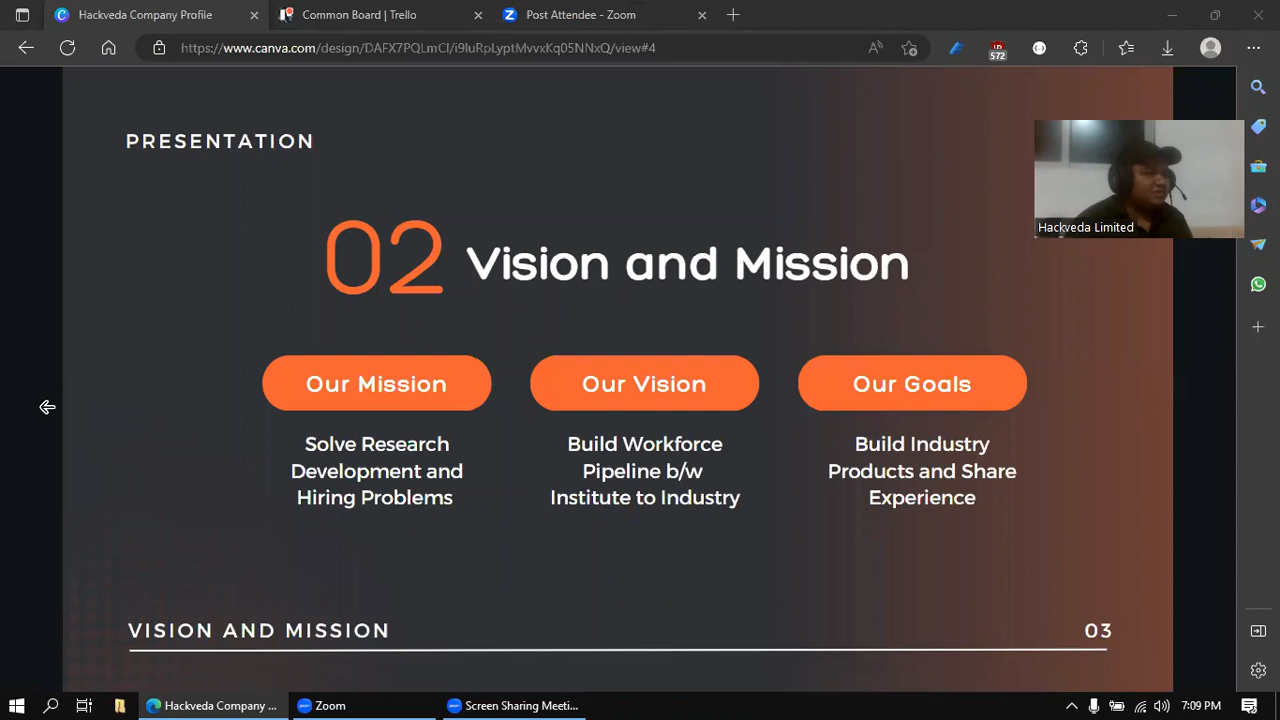 Hackveda Company Profile
Common Board | Trello
Post Attendee - Zoom
https://www.canva.com/design/DAFX7PQLmCI/i9IuRpLyptMvvxKq05NNxQ/view#4
572
PRESENTATION
02 Vision and Mission
Hackveda Limited
Our Mission
Solve Research
Development and
Hiring Problems
Our Vision
Build Workforce
Pipeline b/w
Institute to Industry
Our Goals
Build Industry
Products and Share
Experience
VISION AND MISSION
03
Hackveda Company ...
Zoom
Screen Sharing Meeti...
7:09 PM